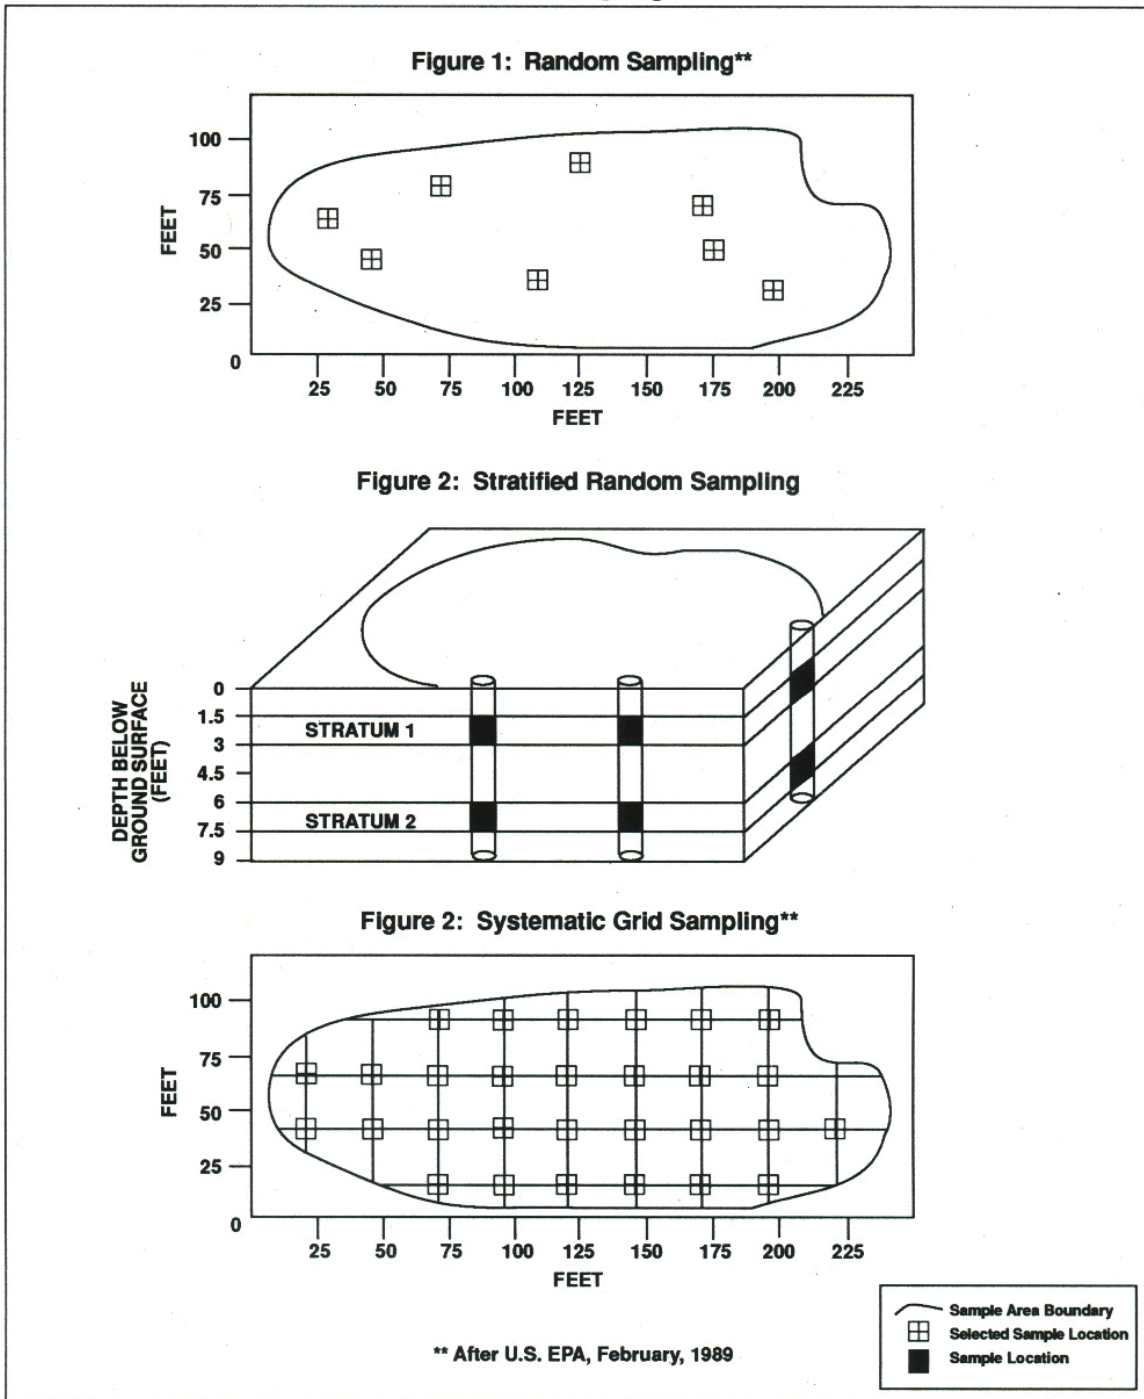 Figure 1: Random Sampling**
100
75
50
25
0
FEET
25 50 75 100 125 150 175 200 225
FEET
Figure 2: Stratified Random Sampling
DEPTH BELOW
GROUND SURFACE
(FEET)
0
1.5
STRATUM 1
3
4.5
6
STRATUM 2
7.5
9
Figure 2: Systematic Grid Sampling**
100
75
50
25
0
FEET
25 50 75 100 125 150 175 200 225
FEET
Sample Area Boundary
Selected Sample Location
Sample Location
** After U.S. EPA, February, 1989